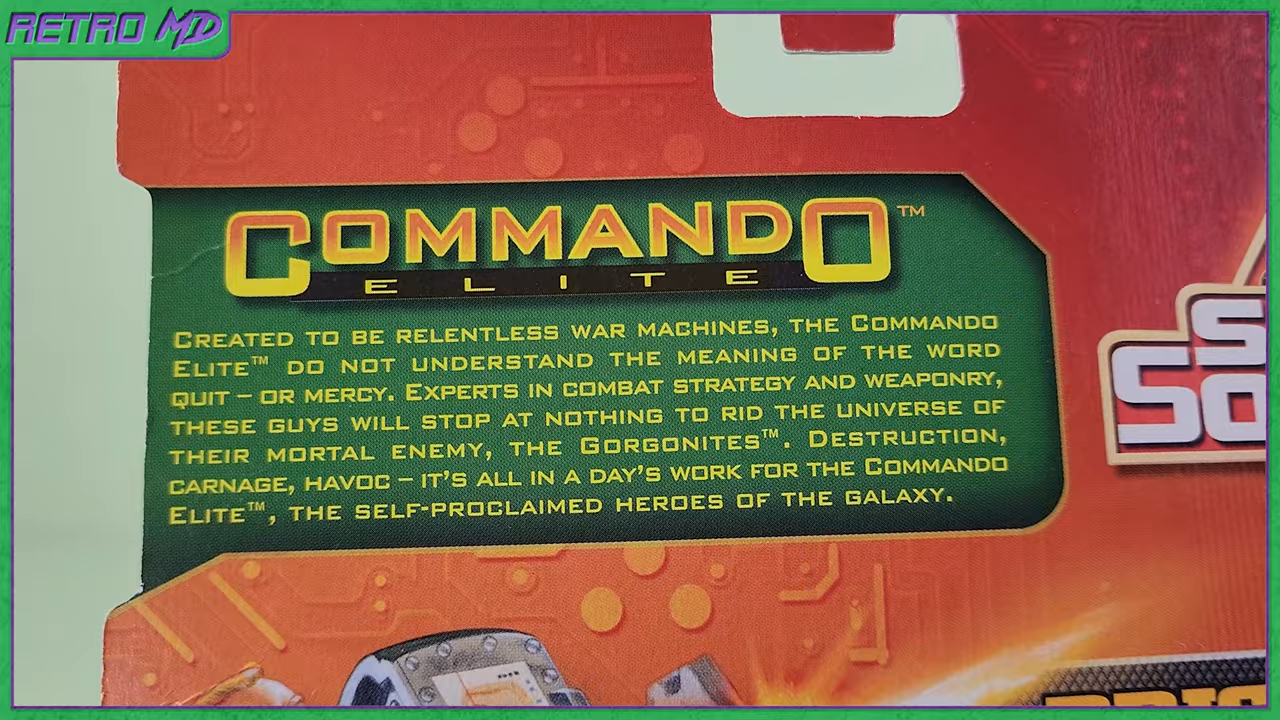 RETRO MD
COMMANDO™
ELITE
CREATED TO BE RELENTLESS WAR MACHINES, THE COMMANDO
ELITE™ DO NOT UNDERSTAND THE MEANING OF THE WORD
QUIT – OR MERCY. EXPERTS IN COMBAT STRATEGY AND WEAPONRY,
THESE GUYS WILL STOP AT NOTHING TO RID THE UNIVERSE OF
THEIR MORTAL ENEMY, THE GORGONITES™. DESTRUCTION,
CARNAGE, HAVOC – IT'S ALL IN A DAY'S WORK FOR THE COMMANDO
ELITE™, THE SELF-PROCLAIMED HEROES OF THE GALAXY.